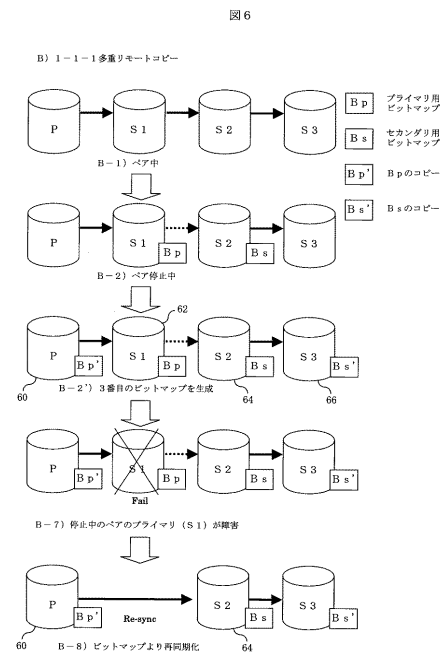 図6
B) 1-1-1多重リモートコピー
P S1 S2 S3
Bp プライマリ用
ビットマップ
Bs セカンダリ用
ビットマップ
Bp' Bpのコピー
Bs' Bsのコピー
B-1) ペア中
P S1 Bp S2 Bs S3
B-2) ペア停止中
62
P Bp' S1 Bp S2 Bs S3 Bs'
60 64 66
B-2') 3番目のビットマップを生成
P Bp' S1 Bp S2 Bs S3 Bs'
Fail
B-7) 停止中のペアのプライマリ (S1) が障害
P Bp' Re-sync S2 Bs S3 Bs'
60 64
B-8) ビットマップより再同期化